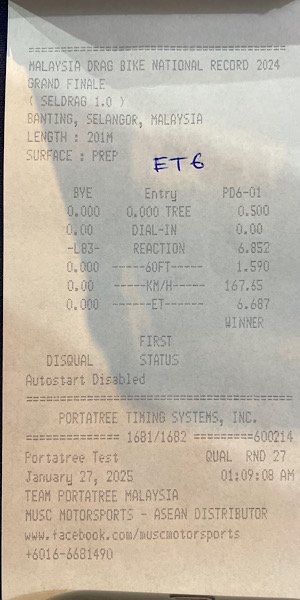 ==============================
MALAYSIA DRAG BIKE NATIONAL RECORD 2024
GRAND FINALE
( SELDRAG 1.0 )
BANTING, SELANGOR, MALAYSIA
LENGTH : 201M
SURFACE : PREP
ET6
BYE Entry PD6-01
0.000 0.000 TREE 0.500
0.00 DIAL-IN 0.00
-LB3- REACTION 6.852
0.000 ------60FT------ 1.590
0.00 -----KM/H----- 167.65
0.000 ------ET------ 6.687
WINNER
FIRST
DISQUAL STATUS
Autostart Disabled
==============================
PORTATREE TIMING SYSTEMS, INC.
============= 1681/1682 =========600214
Portatree Test QUAL RND 27
January 27, 2025 01:09:08 AM
TEAM PORTATREE MALAYSIA
MUSC MOTORSPORTS - ASEAN DISTRIBUTOR
www.facebook.com/muscmotorsports
+6016-6681490